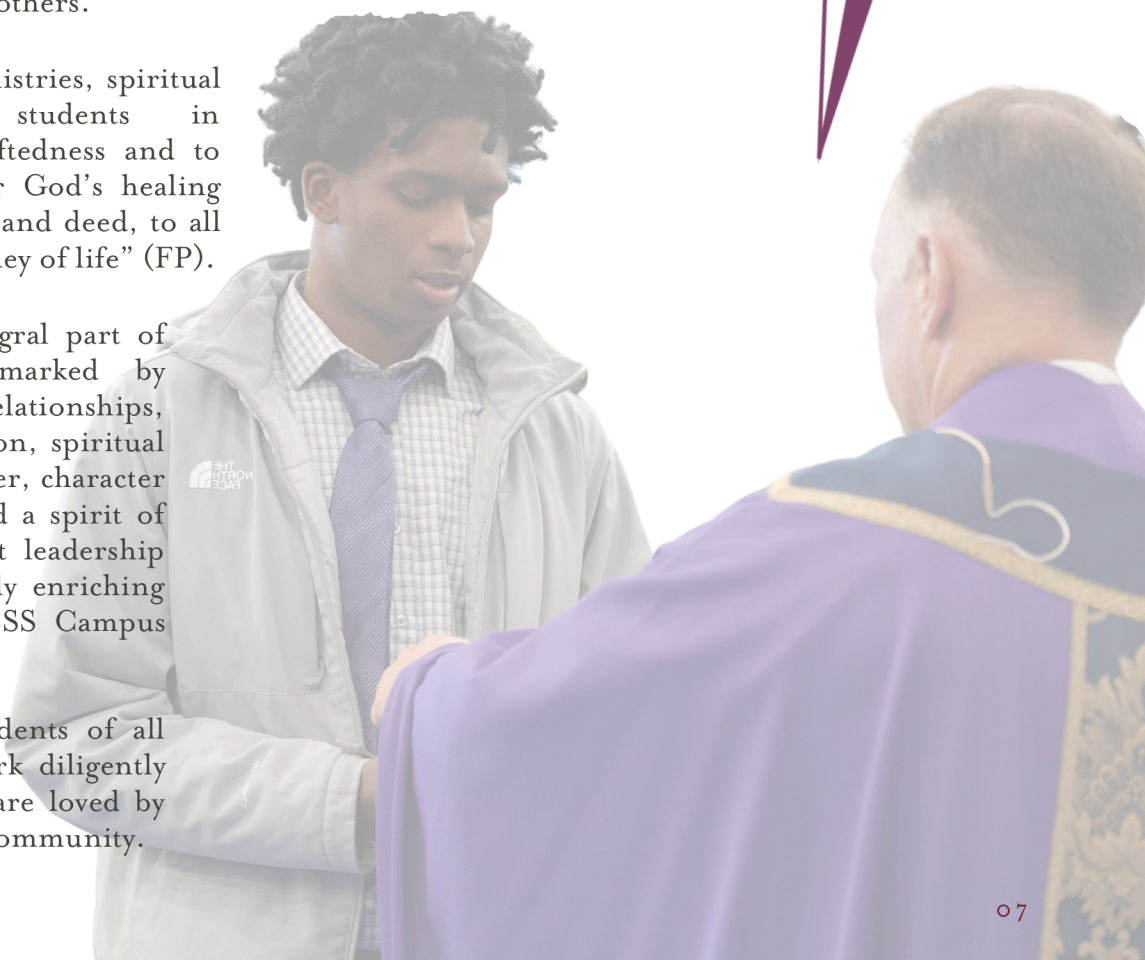 others.
istries, spiritual
students in
ftedness and to
r God’s healing
and deed, to all
ey of life” (FP).
gral part of
marked by
elationships,
on, spiritual
er, character
d a spirit of
t leadership
ly enriching
SS Campus
dents of all
rk diligently
are loved by
ommunity.
THE
NORTH
FACE
07